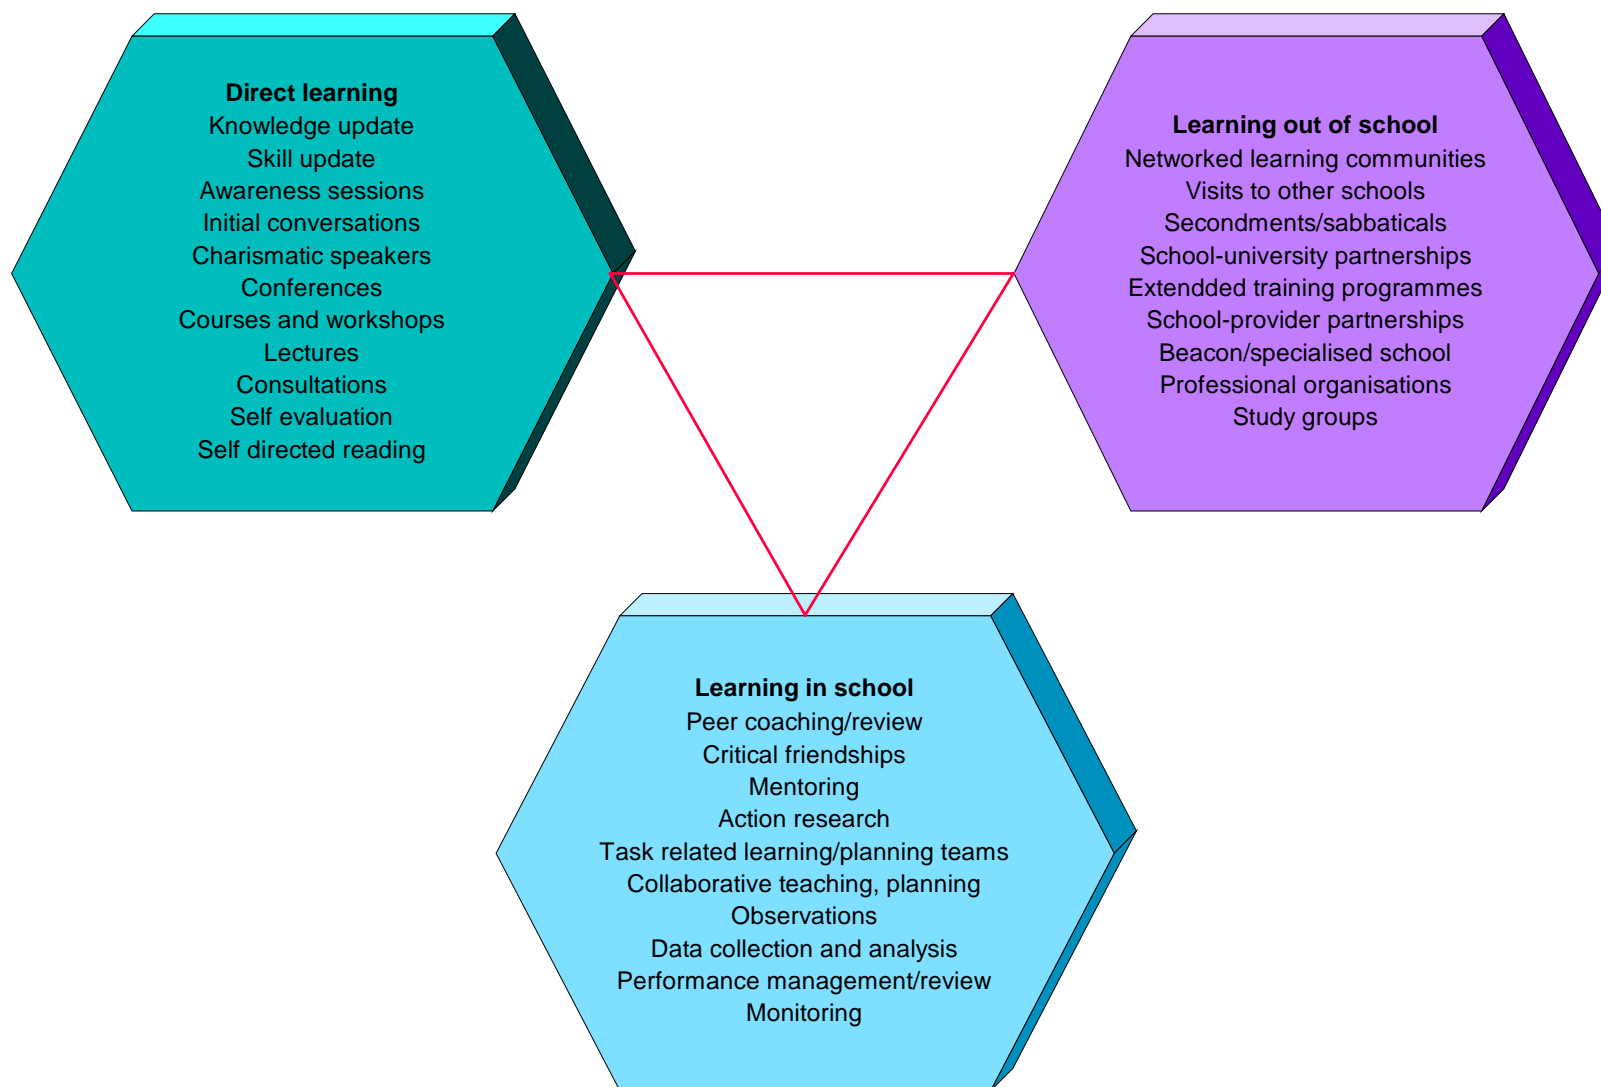 Direct learning
Knowledge update
Skill update
Awareness sessions
Initial conversations
Charismatic speakers
Conferences
Courses and workshops
Lectures
Consultations
Self evaluation
Self directed reading
Learning out of school
Networked learning communities
Visits to other schools
Secondments/sabbaticals
School-university partnerships
Extendded training programmes
School-provider partnerships
Beacon/specialised school
Professional organisations
Study groups
Learning in school
Peer coaching/review
Critical friendships
Mentoring
Action research
Task related learning/planning teams
Collaborative teaching, planning
Observations
Data collection and analysis
Performance management/review
Monitoring